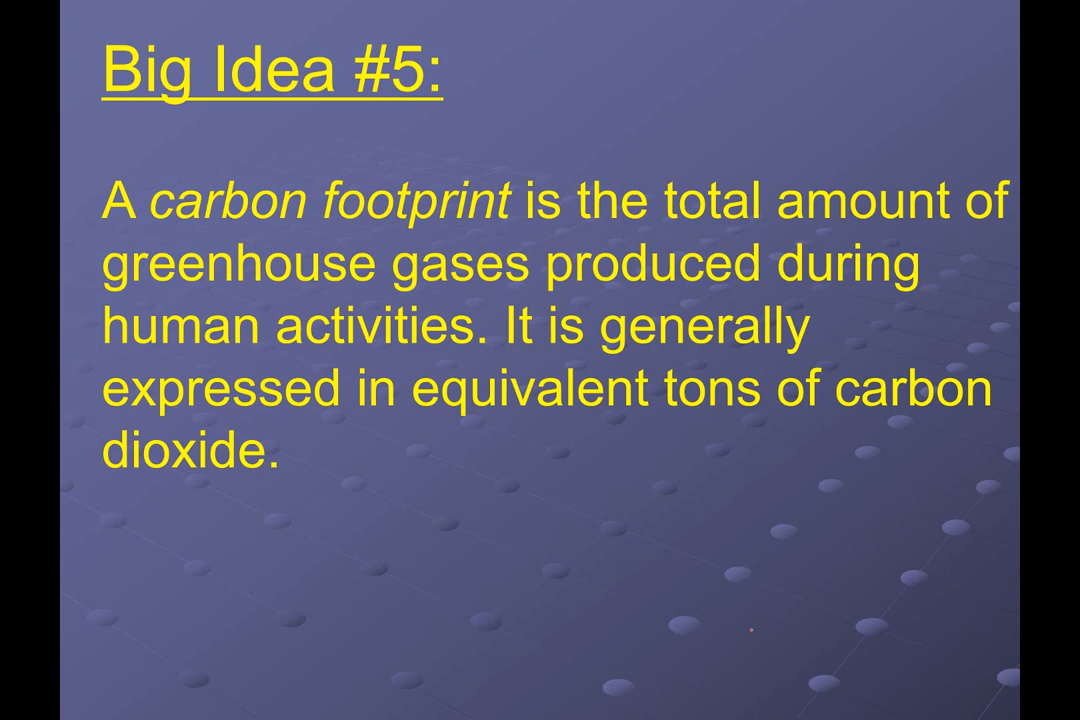 Big Idea #5:
A carbon footprint is the total amount of
greenhouse gases produced during
human activities. It is generally
expressed in equivalent tons of carbon
dioxide.